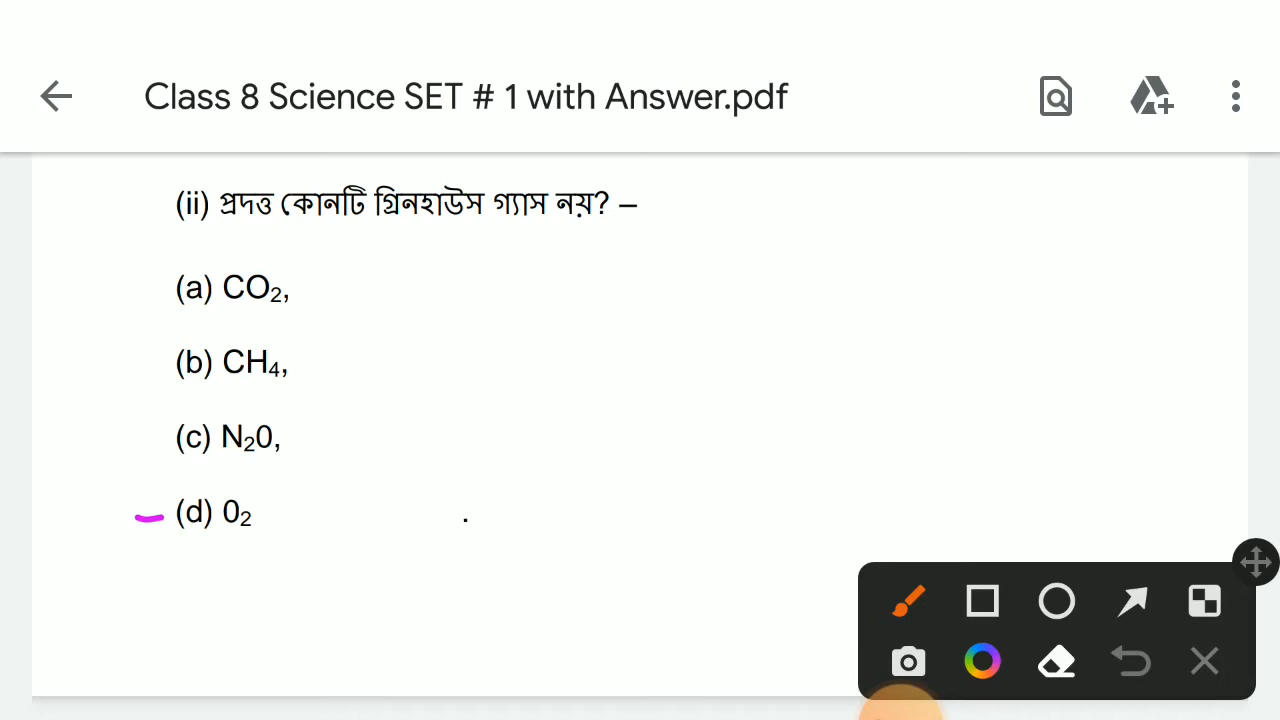 Class 8 Science SET # 1 with Answer.pdf
(ii) প্রদত্ত কোনটি গ্রিনহাউস গ্যাস নয়? –
(a) CO₂,
(b) CH₄,
(c) N₂0,
(d) 0₂ .